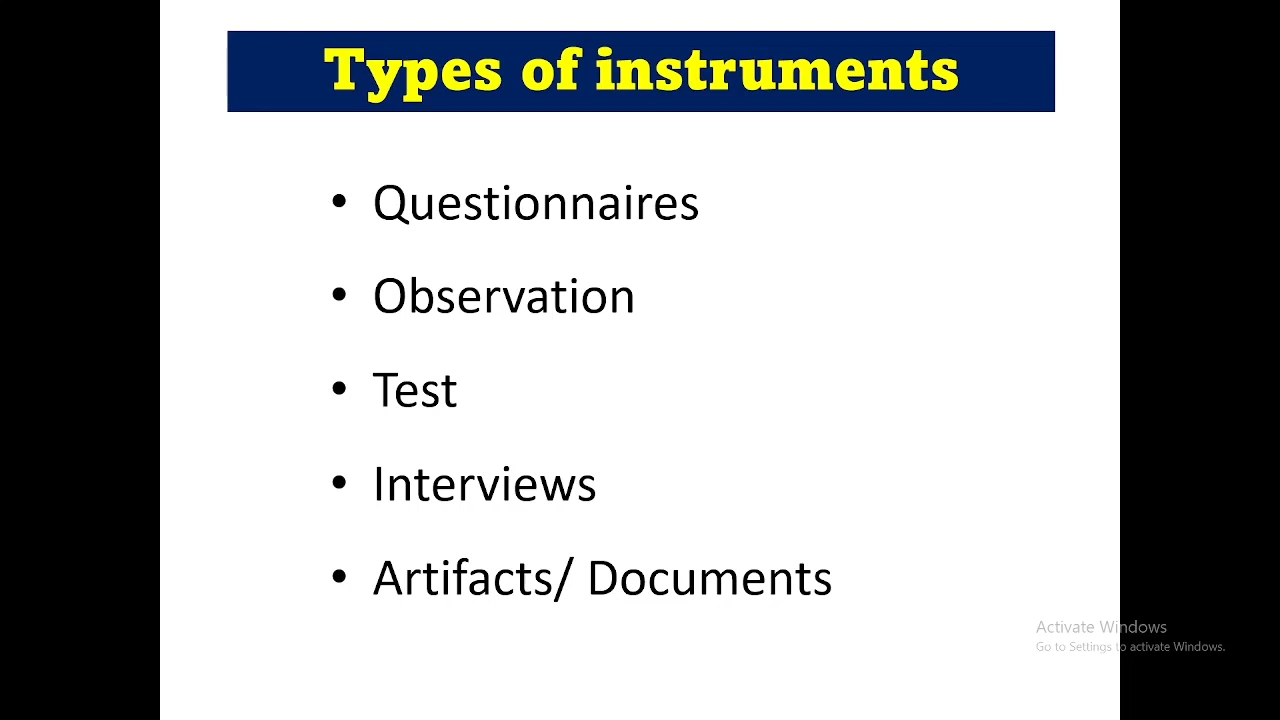 Types of instruments
• Questionnaires
• Observation
• Test
• Interviews
• Artifacts/ Documents
Activate Windows
Go to Settings to activate Windows.